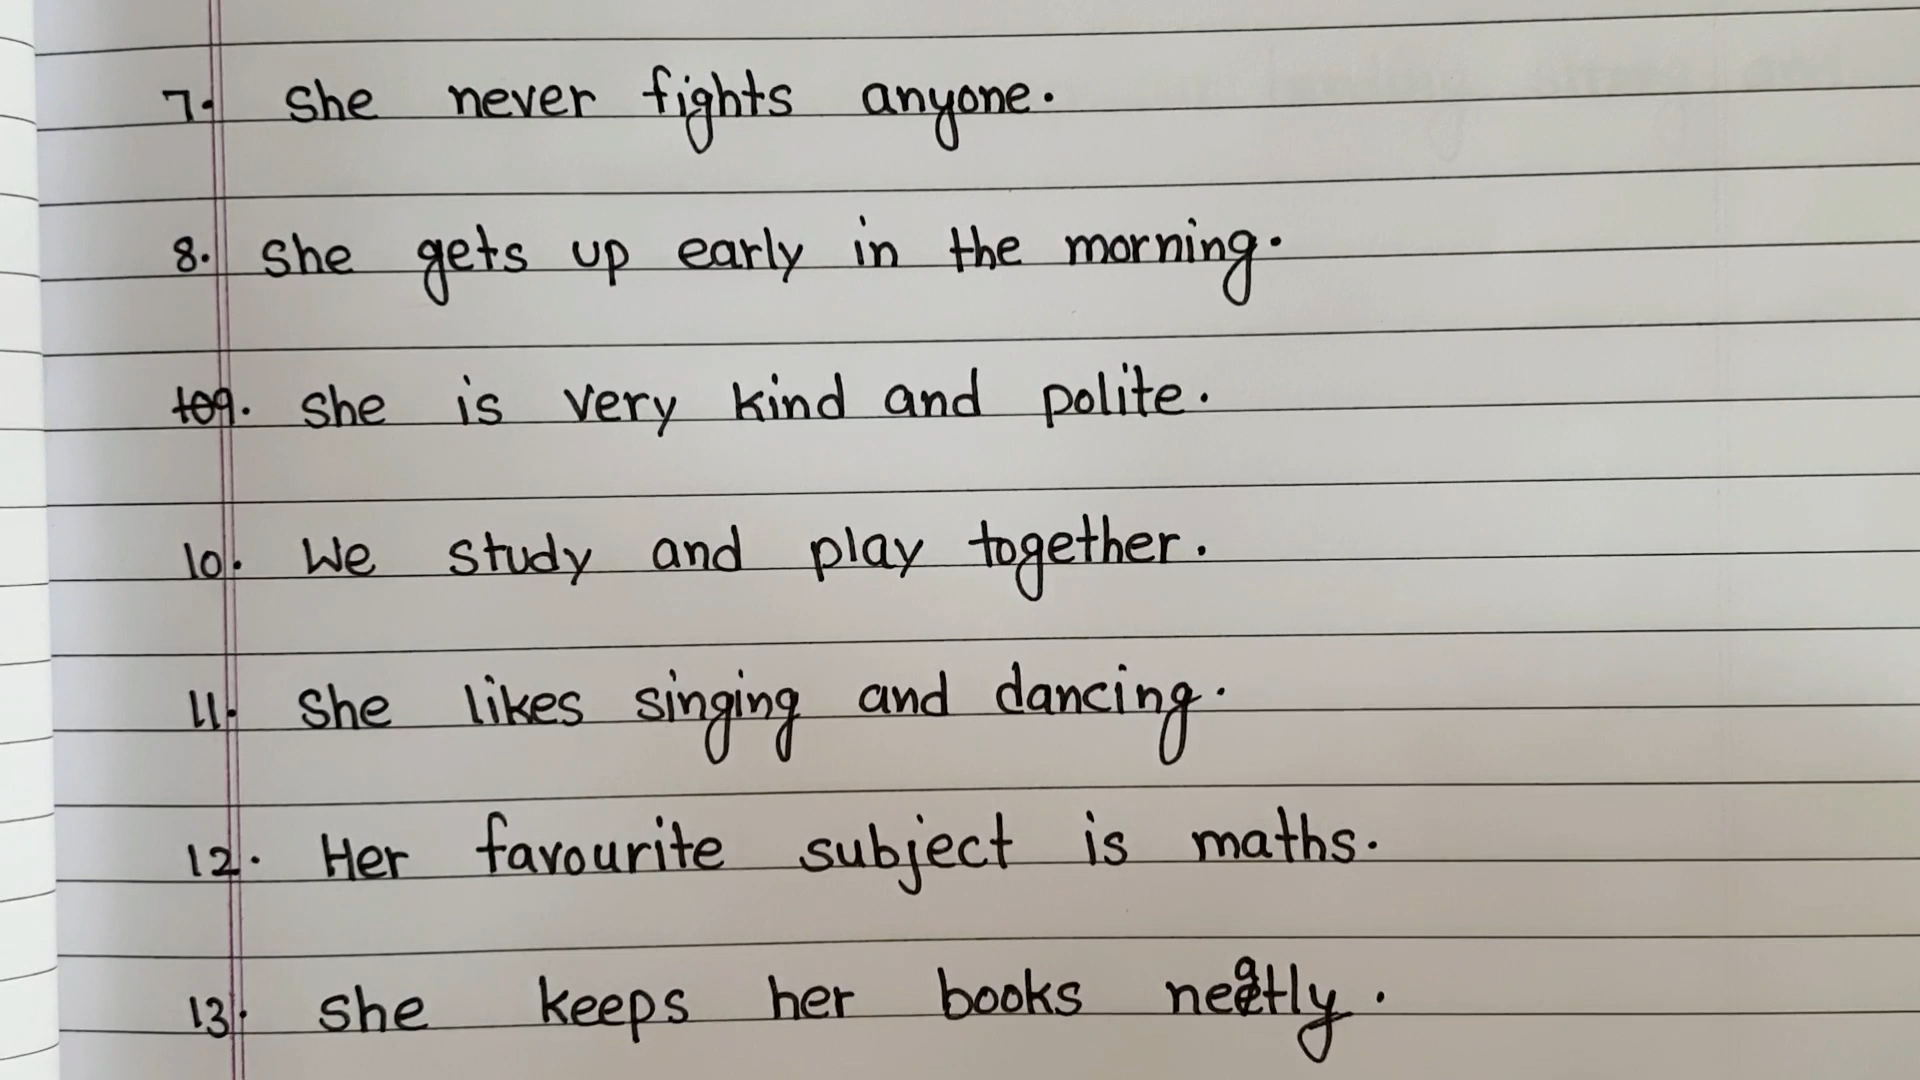 7. She never fights anyone.
8. She gets up early in the morning.
9. She is very kind and polite.
10. We study and play together.
11. She likes singing and dancing.
12. Her favourite subject is maths.
13. She keeps her books neatly.